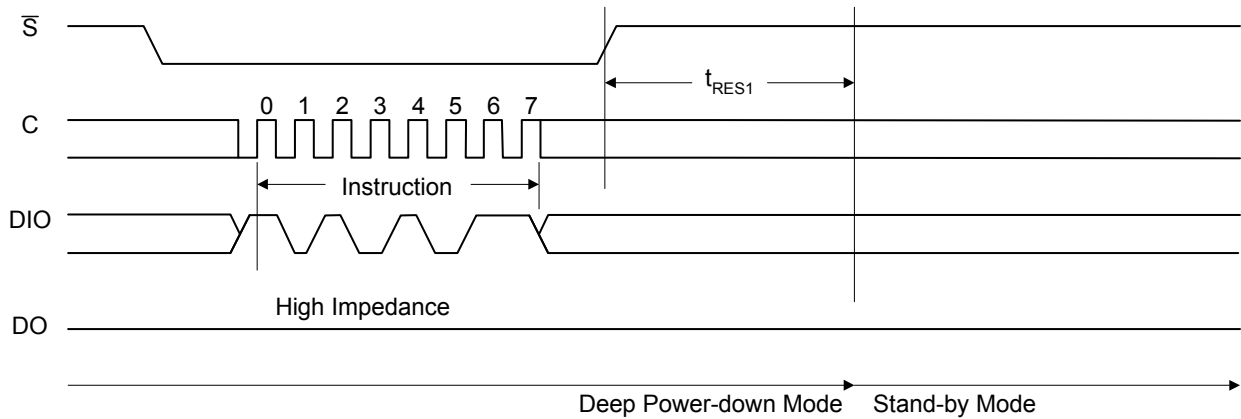 S̅
t_RES1
0 1 2 3 4 5 6 7
C
Instruction
DIO
High Impedance
DO
Deep Power-down Mode Stand-by Mode